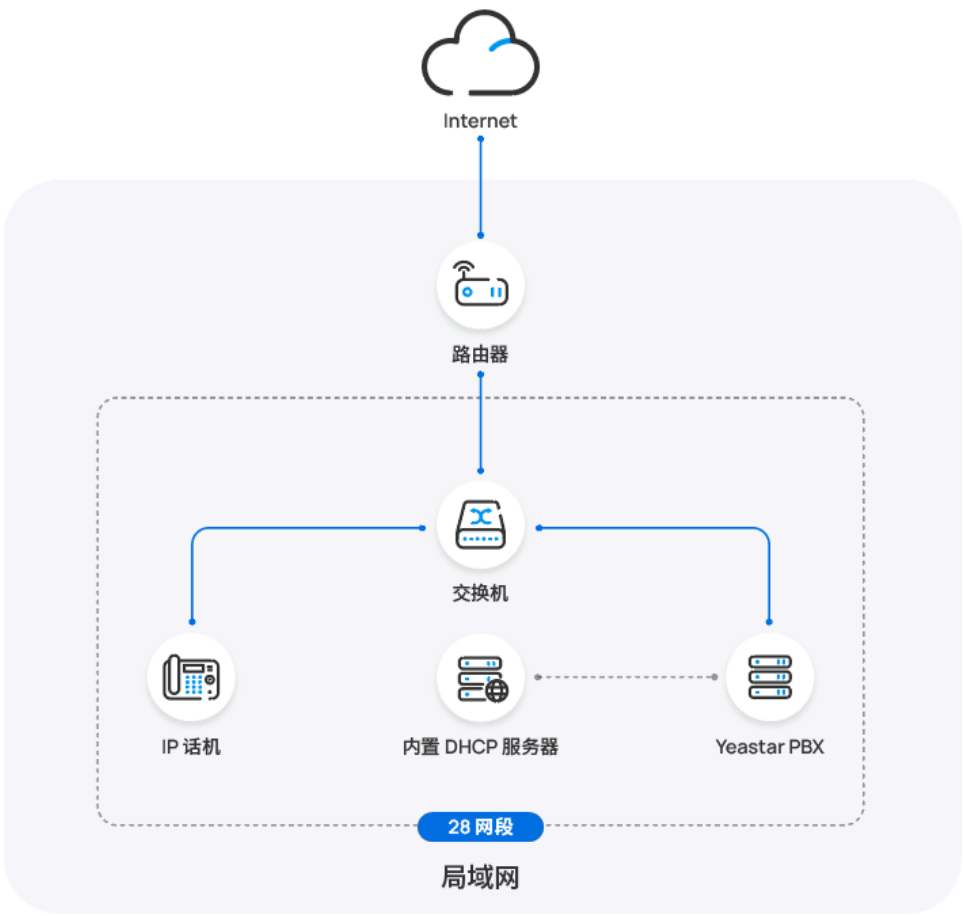 Internet
路由器
交换机
IP 话机
内置 DHCP 服务器
Yeastar PBX
28 网段
局域网